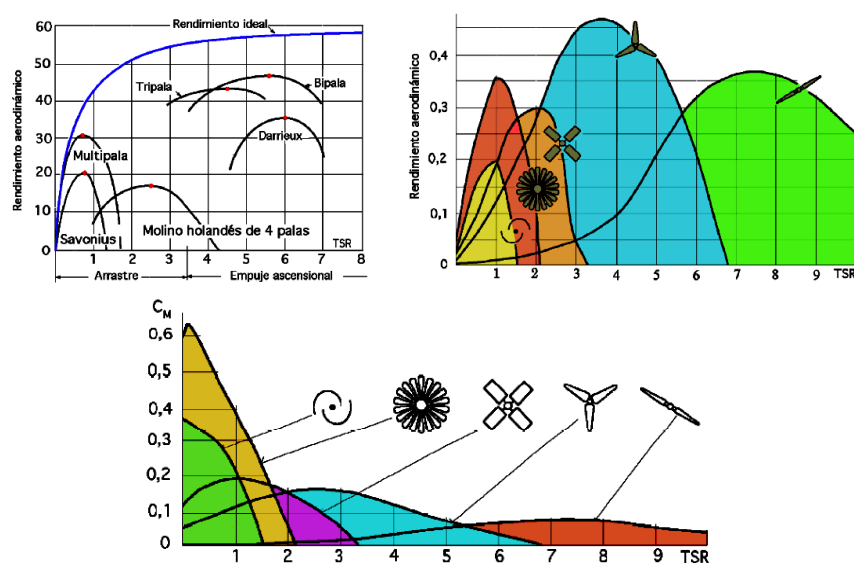 Rendimiento ideal
Rendimiento aerodinámico
60
50
40
30
20
10
0
Tripala
Bipala
Darrieux
Multipala
Savonius
Molino holandés de 4 palas
TSR
1 2 3 4 5 6 7 8
Arrastre
Empuje ascensional
Rendimiento aerodinámico
0,4
0,3
0,2
0,1
0
1 2 3 4 5 6 7 8 9 TSR
CM
0,6
0,5
0,4
0,3
0,2
0,1
0
1 2 3 4 5 6 7 8 9 TSR